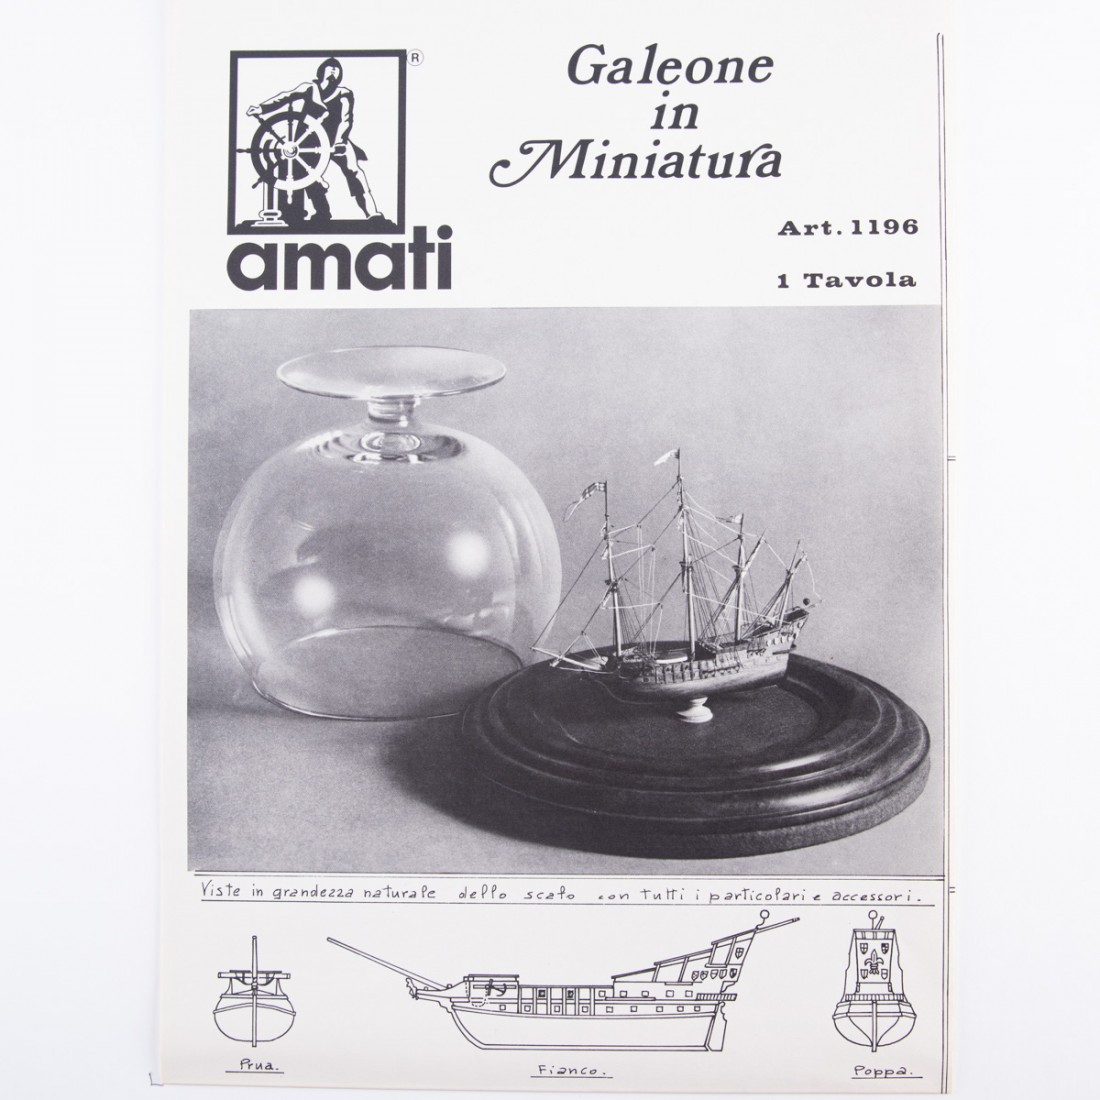 ®
amati
Galeone
in
Miniatura
Art. 1196
1 Tavola
Viste in grandezza naturale dello scafo con tutti i particolari e accessori.
Prua.
Fianco.
Poppa.